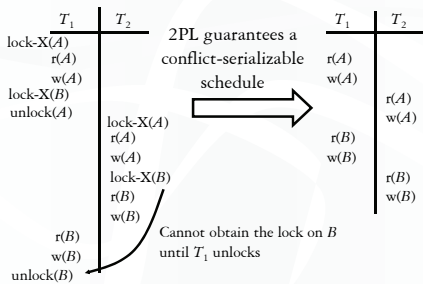 T1 T2
lock-X(A)
r(A)
w(A)
lock-X(B)
unlock(A)
lock-X(A)
r(A)
w(A)
lock-X(B)
r(B)
w(B)
r(B)
w(B)
unlock(B)
2PL guarantees a
conflict-serializable
schedule
Cannot obtain the lock on B
until T1 unlocks
T1 T2
r(A)
w(A)
r(A)
w(A)
r(B)
w(B)
r(B)
w(B)